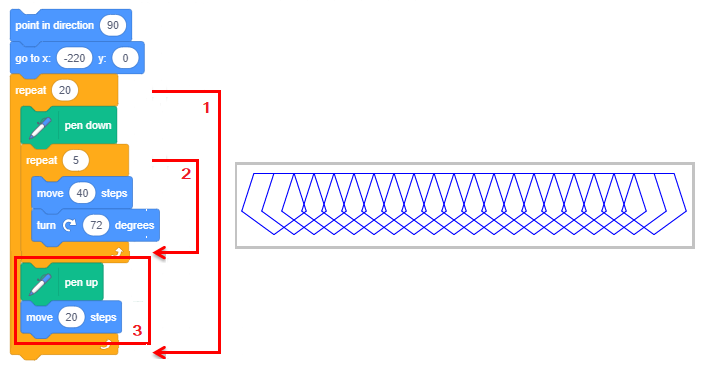 point in direction 90
go to x: -220 y: 0
repeat 20
1
pen down
repeat 5
2
move 40 steps
turn 72 degrees
pen up
move 20 steps
3